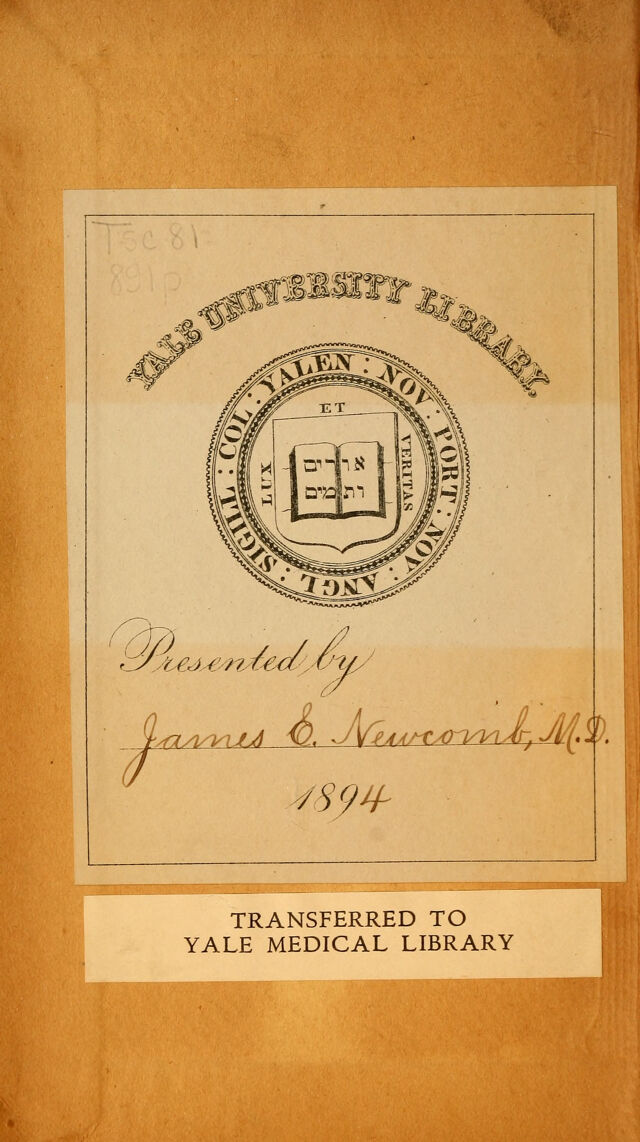 Tsc 81
891p
YALE UNIVERSITY LIBRARY.
SIGILL : COL : YALEN : NOV : PORT : NOV : ANGL :
LUX ET VERITAS
אורים
ותמים
Presented by
James E. Newcomb, M.D.
1894
TRANSFERRED TO
YALE MEDICAL LIBRARY